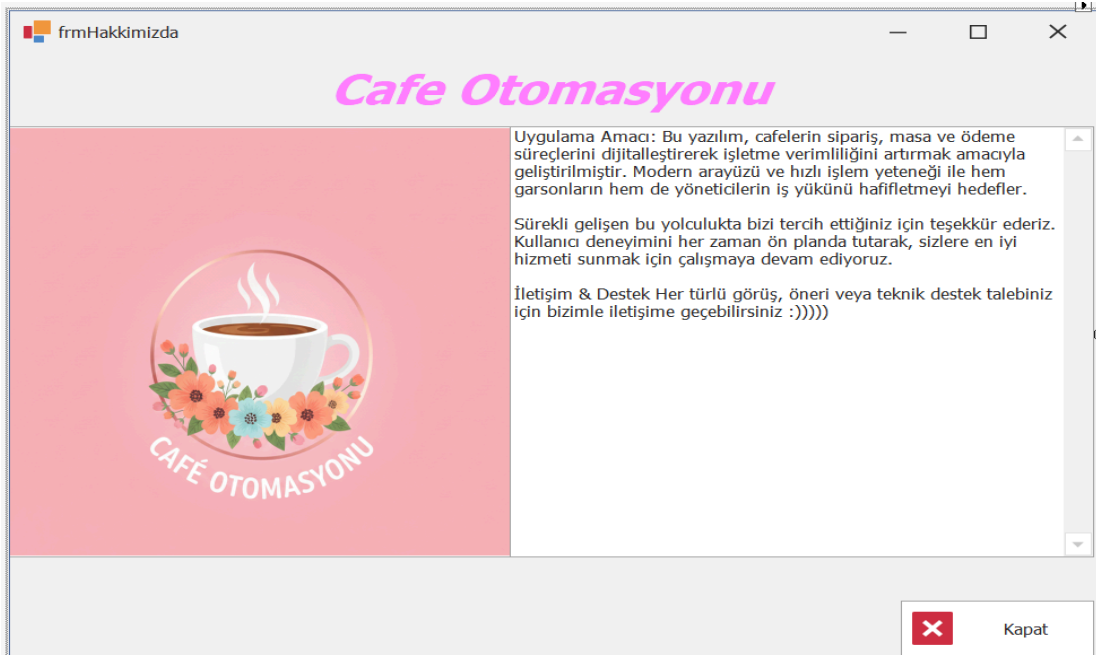 frmHakkimizda
Cafe Otomasyonu
Uygulama Amacı: Bu yazılım, cafelerin sipariş, masa ve ödeme
süreçlerini dijitalleştirerek işletme verimliliğini artırmak amacıyla
geliştirilmiştir. Modern arayüzü ve hızlı işlem yeteneği ile hem
garsonların hem de yöneticilerin iş yükünü hafifletmeyi hedefler.
Sürekli gelişen bu yolculukta bizi tercih ettiğiniz için teşekkür ederiz.
Kullanıcı deneyimini her zaman ön planda tutarak, sizlere en iyi
hizmeti sunmak için çalışmaya devam ediyoruz.
İletişim & Destek Her türlü görüş, öneri veya teknik destek talebiniz
için bizimle iletişime geçebilirsiniz :)))))
CAFÉ OTOMASYONU
Kapat